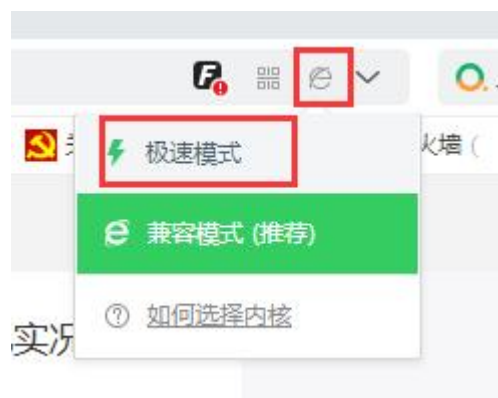 极速模式
火墙（
兼容模式 (推荐)
如何选择内核
实况